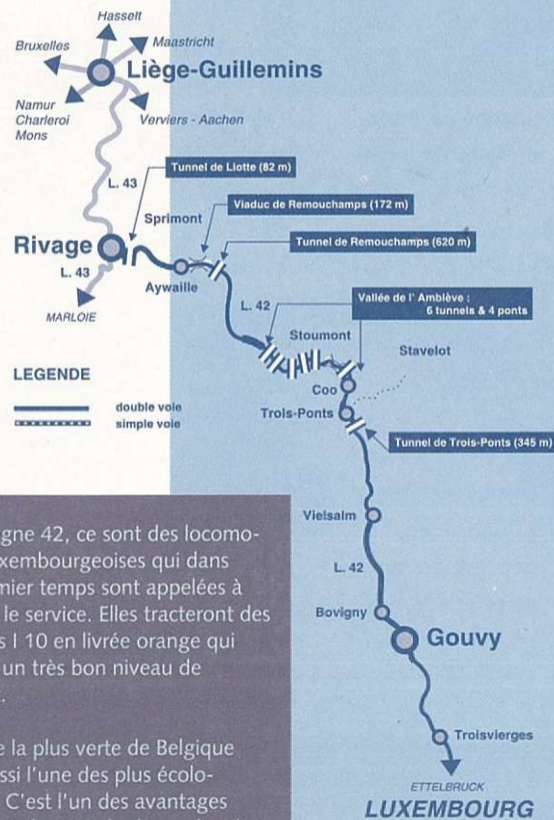 Hasselt
Bruxelles
Maastricht
Liège-Guillemins
Namur
Charleroi
Mons
Verviers - Aachen
L. 43
Tunnel de Liotte (82 m)
Sprimont
Viaduc de Remouchamps (172 m)
Rivage
Tunnel de Remouchamps (620 m)
L. 43
Aywaille
MARLOIE
L. 42
Vallée de l' Amblève :
6 tunnels & 4 ponts
Stoumont
Stavelot
LEGENDE
Coo
double voie
simple voie
Trois-Ponts
Tunnel de Trois-Ponts (345 m)
Vielsalm
L. 42
Bovigny
Gouvy
Troisvierges
ETTELBRUCK
LUXEMBOURG
gne 42, ce sont des locomo-
uxembourgeoises qui dans
mier temps sont appelées à
le service. Elles tracteront des
s I 10 en livrée orange qui
un très bon niveau de
e la plus verte de Belgique
ssi l'une des plus écolo-
C'est l'un des avantages